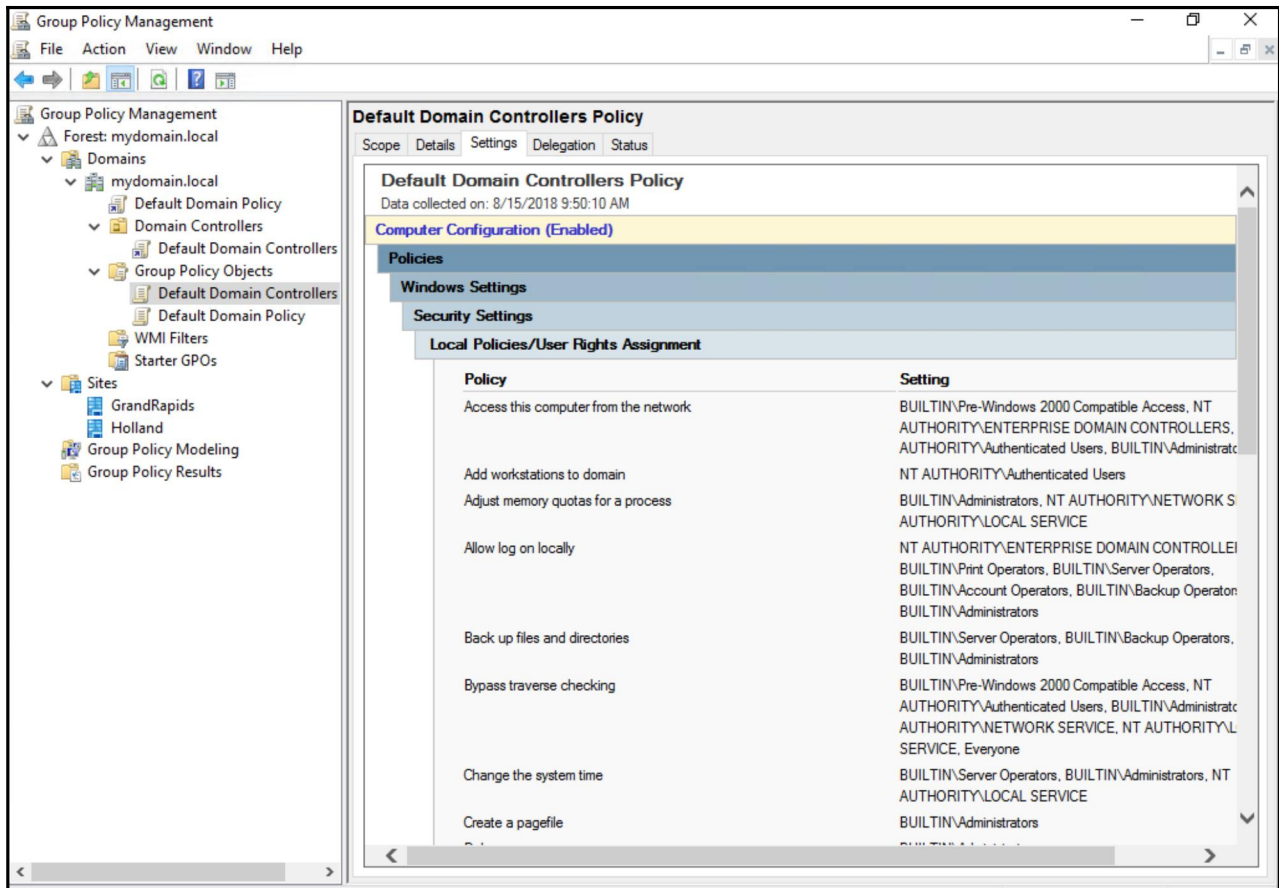 Group Policy Management
File Action View Window Help
Group Policy Management
Forest: mydomain.local
Domains
mydomain.local
Default Domain Policy
Domain Controllers
Default Domain Controllers
Group Policy Objects
Default Domain Controllers
Default Domain Policy
WMI Filters
Starter GPOs
Sites
GrandRapids
Holland
Group Policy Modeling
Group Policy Results
Default Domain Controllers Policy
Scope Details Settings Delegation Status
Default Domain Controllers Policy
Data collected on: 8/15/2018 9:50:10 AM
Computer Configuration (Enabled)
Policies
Windows Settings
Security Settings
Local Policies/User Rights Assignment
Policy Setting
Access this computer from the network BUILTIN\Pre-Windows 2000 Compatible Access, NT
AUTHORITY\ENTERPRISE DOMAIN CONTROLLERS,
AUTHORITY\Authenticated Users, BUILTIN\Administrato
Add workstations to domain NT AUTHORITY\Authenticated Users
Adjust memory quotas for a process BUILTIN\Administrators, NT AUTHORITY\NETWORK S
AUTHORITY\LOCAL SERVICE
Allow log on locally NT AUTHORITY\ENTERPRISE DOMAIN CONTROLLE
BUILTIN\Print Operators, BUILTIN\Server Operators,
BUILTIN\Account Operators, BUILTIN\Backup Operator
BUILTIN\Administrators
Back up files and directories BUILTIN\Server Operators, BUILTIN\Backup Operators,
BUILTIN\Administrators
Bypass traverse checking BUILTIN\Pre-Windows 2000 Compatible Access, NT
AUTHORITY\Authenticated Users, BUILTIN\Administrato
AUTHORITY\NETWORK SERVICE, NT AUTHORITY\L
SERVICE, Everyone
Change the system time BUILTIN\Server Operators, BUILTIN\Administrators, NT
AUTHORITY\LOCAL SERVICE
Create a pagefile BUILTIN\Administrators